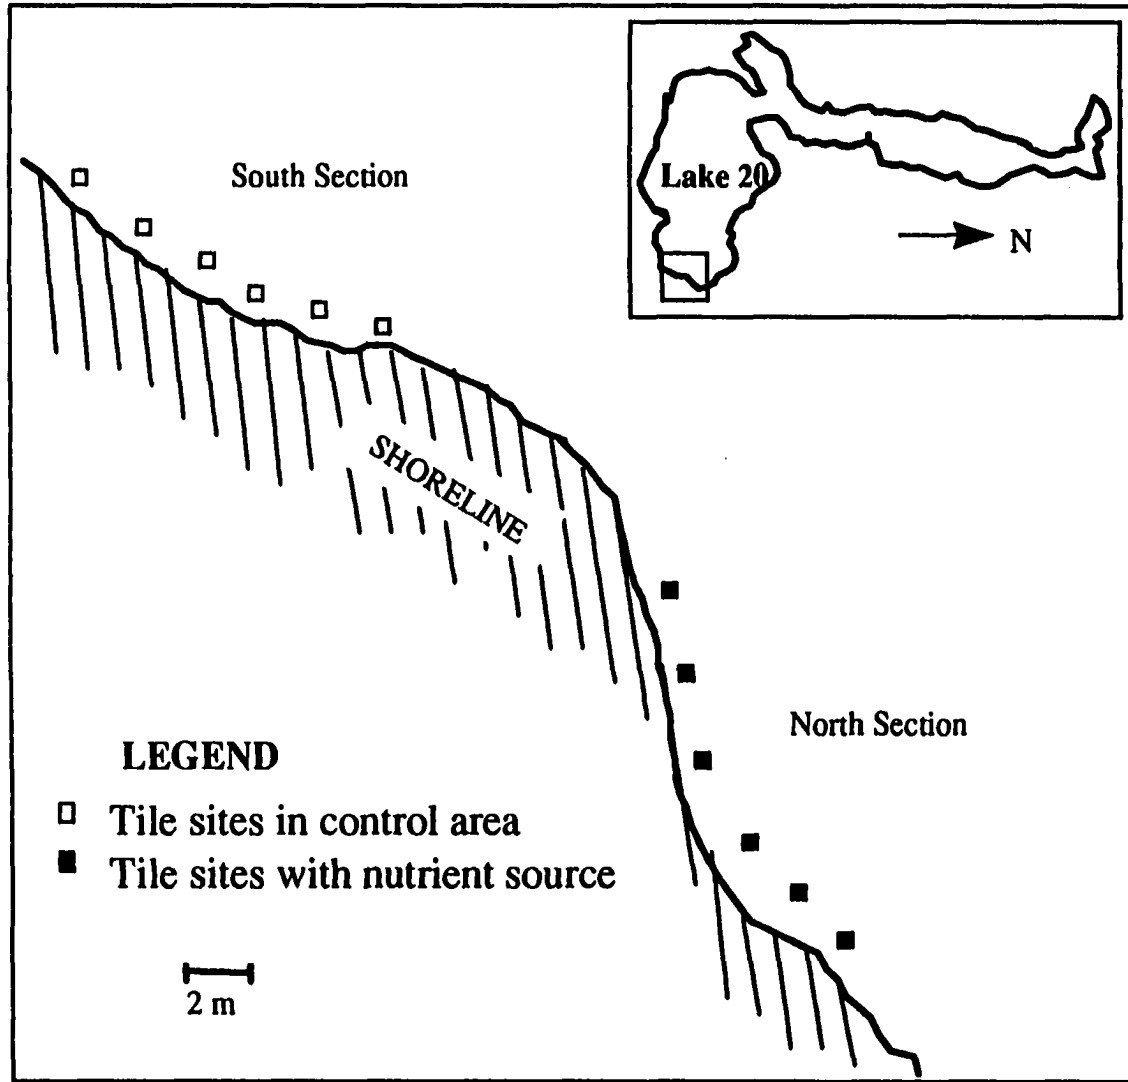 South Section
Lake 20
N
SHORELINE
North Section
LEGEND
Tile sites in control area
Tile sites with nutrient source
2 m